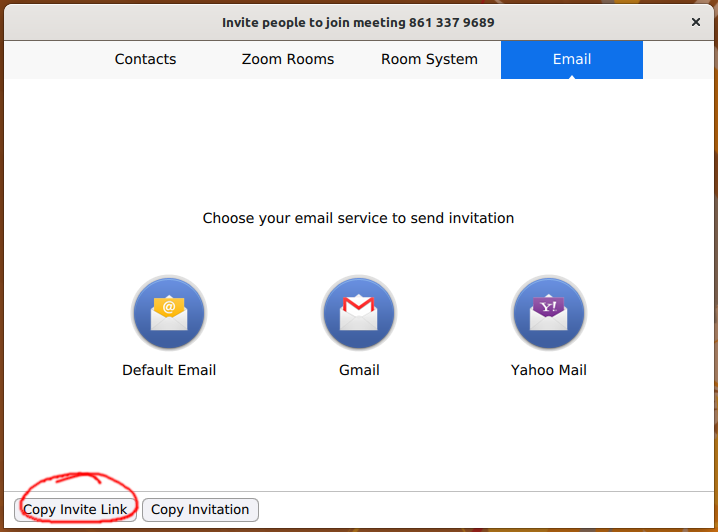 Invite people to join meeting 861 337 9689
Contacts Zoom Rooms Room System Email
Choose your email service to send invitation
@ Y!
Default Email Gmail Yahoo Mail
Copy Invite Link Copy Invitation